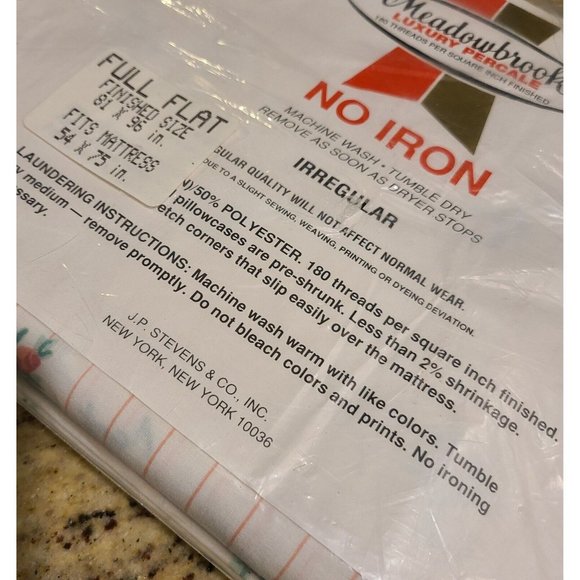 Meadowbrook
LUXURY PERCALE
180 THREADS PER SQUARE INCH FINISHED
NO IRON
MACHINE WASH • TUMBLE DRY
REMOVE AS SOON AS DRYER STOPS
FULL FLAT
FINISHED SIZE
81 X 96 in.
FITS MATTRESS
54 X 75 in.
IRREGULAR
GULAR QUALITY WILL NOT AFFECT NORMAL WEAR.
DUE TO A SLIGHT SEWING, WEAVING, PRINTING OR DYEING DEVIATION.
/50% POLYESTER, 180 threads per square inch finished.
pillowcases are pre-shrunk. Less than 2% shrinkage.
etch corners that slip easily over the mattress.
LAUNDERING INSTRUCTIONS: Machine wash warm with like colors. Tumble
y medium — remove promptly. Do not bleach colors and prints. No ironing
essary.
J.P. STEVENS & CO., INC.
NEW YORK, NEW YORK 10036